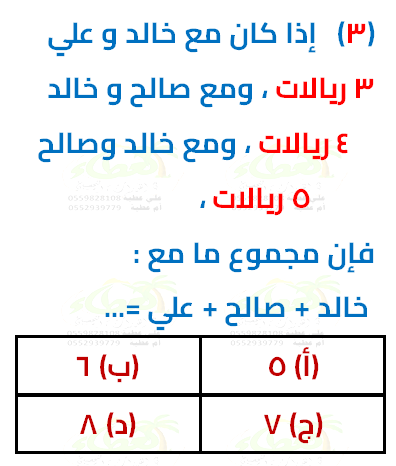 (٣) إذا كان مع خالد و علي
٣ ريالات ، ومع صالح و خالد
٤ ريالات ، ومع خالد وصالح
٥ ريالات ،
فإن مجموع ما مع :
خالد + صالح + علي =...
(أ) ٥ (ب) ٦
(ج) ٧ (د) ٨